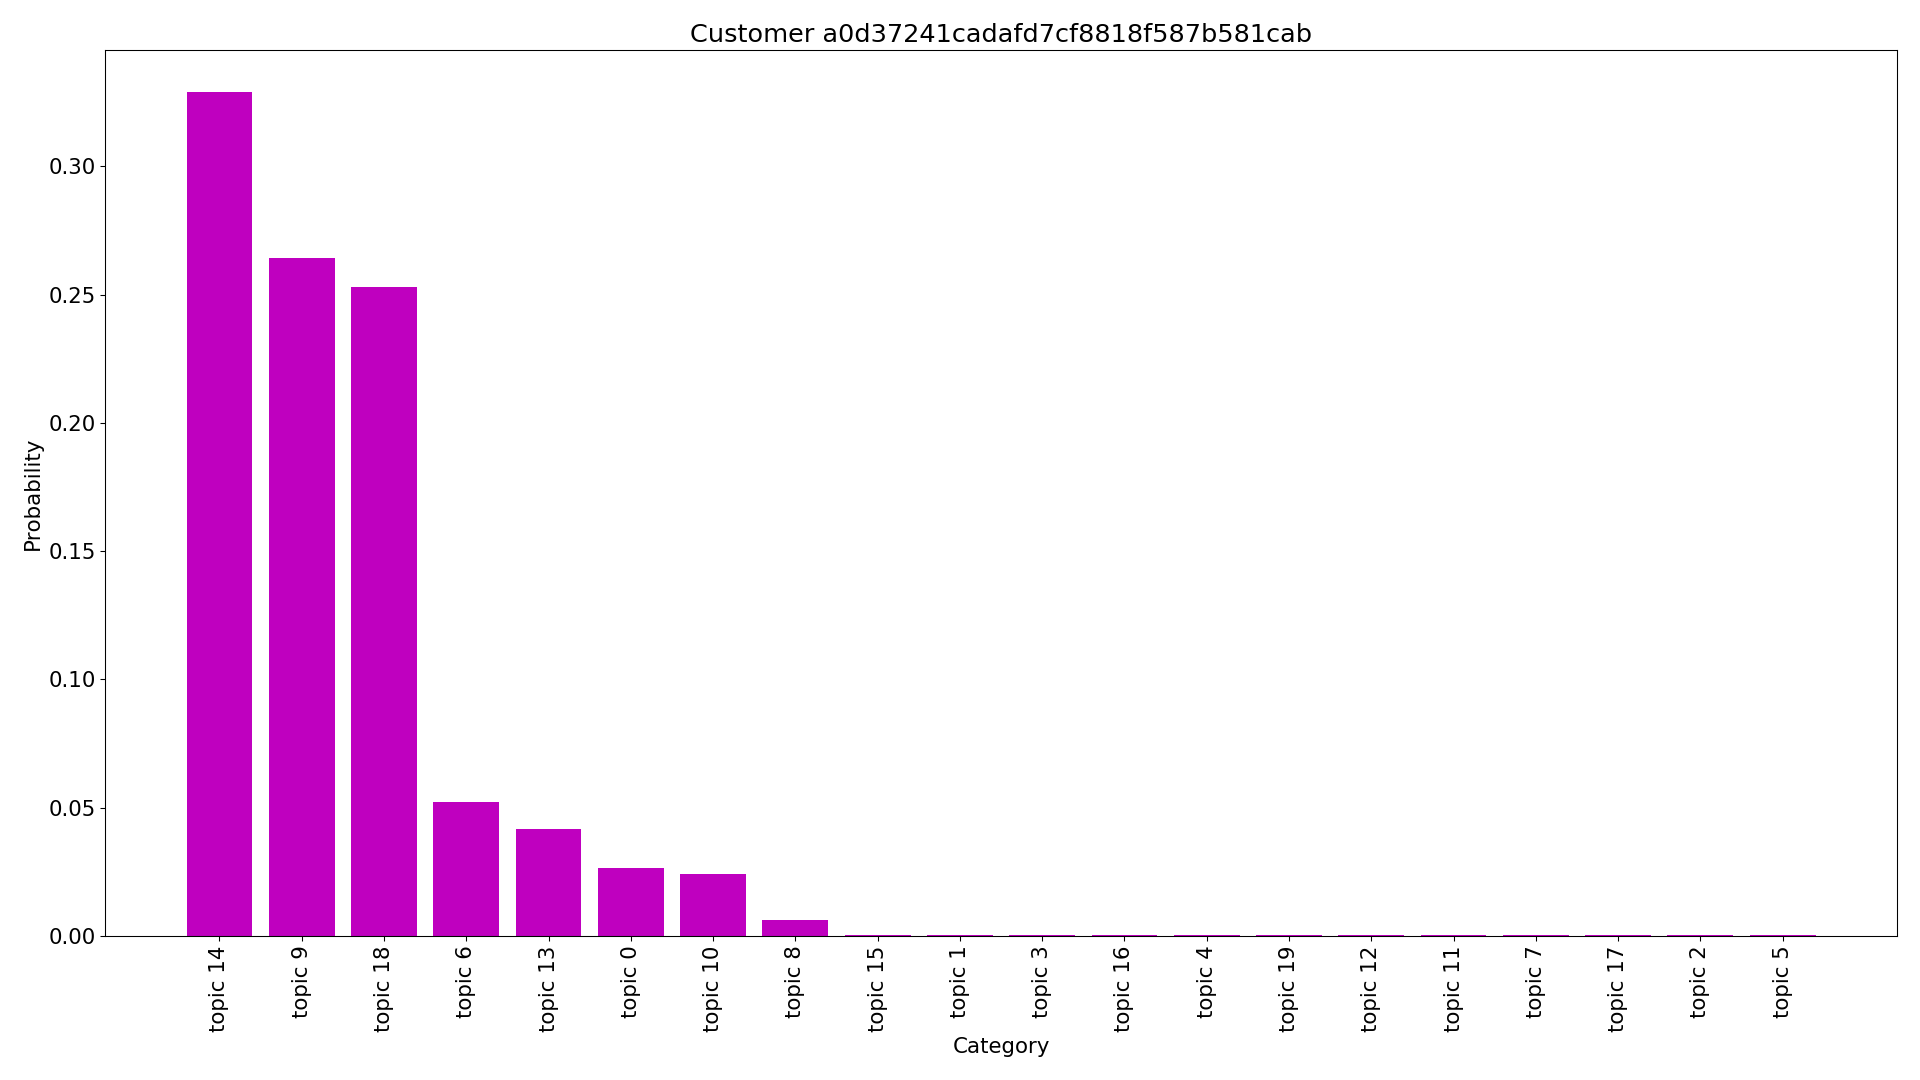 Customer a0d37241cadafd7cf8818f587b581cab
Probability
0.30
0.25
0.20
0.15
0.10
0.05
0.00
topic 14
topic 9
topic 18
topic 6
topic 13
topic 0
topic 10
topic 8
topic 15
topic 1
topic 3
topic 16
topic 4
topic 19
topic 12
topic 11
topic 7
topic 17
topic 2
topic 5
Category